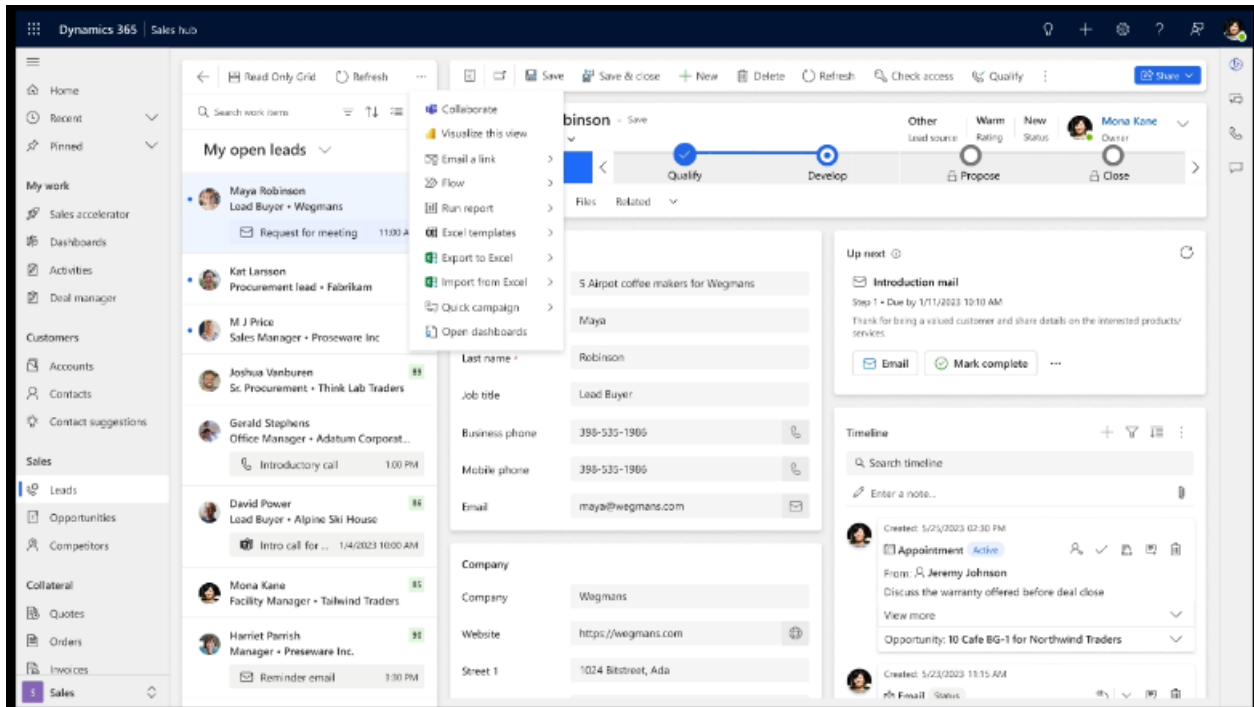 Dynamics 365 Sales hub
Home
Recent
Pinned
My work
Sales accelerator
Dashboards
Activities
Deal manager
Customers
Accounts
Contacts
Contact suggestions
Sales
Leads
Opportunities
Competitors
Collateral
Quotes
Orders
Invoices
S Sales
Read Only Grid Refresh
Search work items
My open leads
Maya Robinson
Lead Buyer • Wegmans
Request for meeting 11:00 A
Kat Larsson
Procurement lead • Fabrikam
M J Price
Sales Manager • Proseware Inc
Joshua Vanburen
Sr. Procurement • Think Lab Traders
Gerald Stephens
Office Manager • Adatum Corporat...
Introductory call 1:00 PM
David Power 86
Lead Buyer • Alpine Ski House
Intro call for ... 1/4/2023 10:00 AM
Mona Kane 85
Facility Manager • Tailwind Traders
Harriet Parrish 90
Manager • Preseware Inc.
Reminder email 3:30 PM
Collaborate
Visualize this view
Email a link
Flow
Run report
Excel templates
Export to Excel
Import from Excel
Quick campaign
Open dashboards
Save Save & close New Delete Refresh Check access Qualify Share
binson - Save
Other
Lead source
Warm
Rating
New
Status
Mona Kane
Owner
Qualify
Develop
Propose
Close
Files Related
5 Airpot coffee makers for Wegmans
Maya
Last name * Robinson
Job title Lead Buyer
Business phone 398-535-1986
Mobile phone 398-535-1986
Email maya@wegmans.com
Company
Company Wegmans
Website https://wegmans.com
Street 1 1024 Bitstreet, Ada
Up next
Introduction mail
Step 1 • Due by 1/11/2023 10:10 AM
Thank for being a valued customer and share details on the interested products/
services.
Email Mark complete
Timeline
Search timeline
Enter a note...
Created: 5/25/2023 02:30 PM
Appointment Active
From: Jeremy Johnson
Discuss the warranty offered before deal close
View more
Opportunity: 10 Cafe BG-1 for Northwind Traders
Created: 5/23/2023 11:15 AM
Email Status